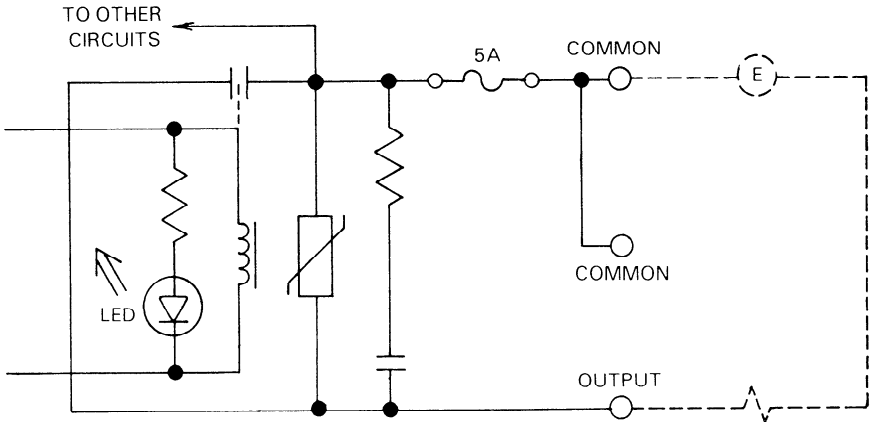 TO OTHER
CIRCUITS
5A
COMMON
E
COMMON
LED
OUTPUT